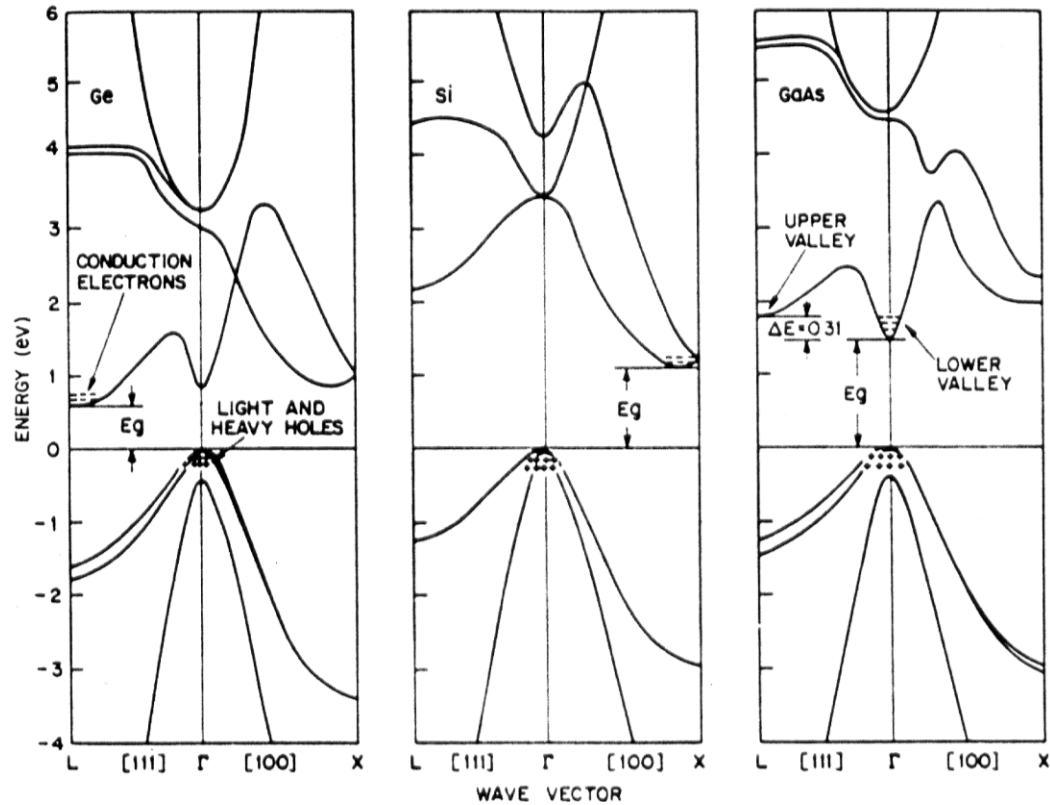 Ge
Si
GaAs
6
5
4
3
2
1
0
-1
-2
-3
-4
ENERGY (eV)
CONDUCTION
ELECTRONS
Eg
LIGHT AND
HEAVY HOLES
Eg
UPPER
VALLEY
ΔE=0.31
LOWER
VALLEY
Eg
L [111] Γ [100] X
L [111] Γ [100] X
L [111] Γ [100] X
WAVE VECTOR